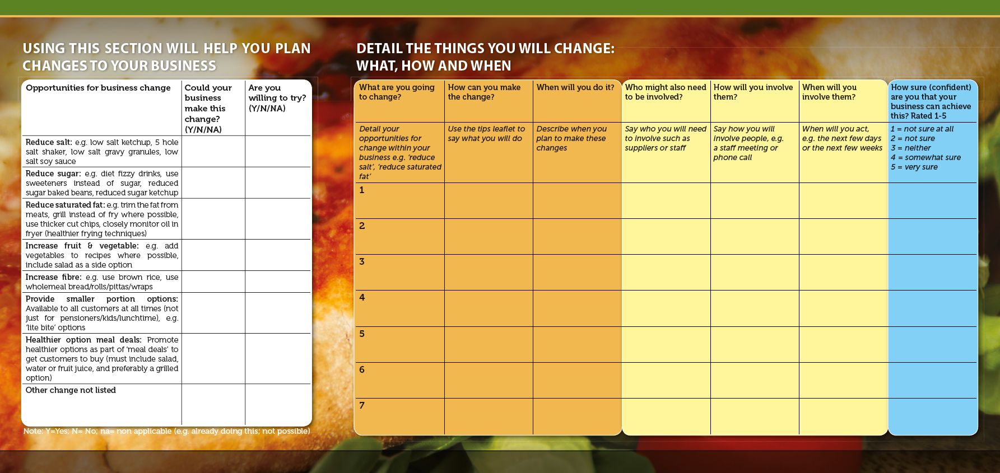 USING THIS SECTION WILL HELP YOU PLAN
CHANGES TO YOUR BUSINESS
Opportunities for business change
Could your
business
make this
change?
(Y/N/NA)
Are you
willing to try?
(Y/N/NA)
Reduce salt: e.g. low salt ketchup, 5 hole
salt shaker, low salt gravy granules, low
salt soy sauce
Reduce sugar: e.g. diet fizzy drinks, use
sweeteners instead of sugar, reduced
sugar baked beans, reduced sugar ketchup
Reduce saturated fat: e.g. trim the fat from
meats, grill instead of fry where possible,
use thicker cut chips, closely monitor oil in
fryer (healthier frying techniques)
Increase fruit & vegetable: e.g. add
vegetables to recipes where possible,
include salad as a side option
Increase fibre: e.g. use brown rice, use
wholemeal bread/rolls/pittas/wraps
Provide smaller portion options:
Available to all customers at all times (not
just for pensioners/kids/lunchtime), e.g.
‘lite bite’ options
Healthier option meal deals: Promote
healthier options as part of ‘meal deals’ to
get customers to buy (must include salad,
water or fruit juice, and preferably a grilled
option)
Other change not listed
Note: Y=Yes; N= No; na= non applicable (e.g. already doing this; not possible)
DETAIL THE THINGS YOU WILL CHANGE:
WHAT, HOW AND WHEN
What are you going
to change?
How can you make
the change?
When will you do it?
Who might also need
to be involved?
How will you involve
them?
When will you
involve them?
How sure (confident)
are you that your
business can achieve
this? Rated 1-5
Detail your
opportunities for
change within your
business e.g. ‘reduce
salt’, ‘reduce saturated
fat’
Use the tips leaflet to
say what you will do
Describe when you
plan to make these
changes
Say who you will need
to involve such as
suppliers or staff
Say how you will
involve people, e.g.
a staff meeting or
phone call
When will you act,
e.g. the next few days
or the next few weeks
1 = not sure at all
2 = not sure
3 = neither
4 = somewhat sure
5 = very sure
1
2
3
4
5
6
7